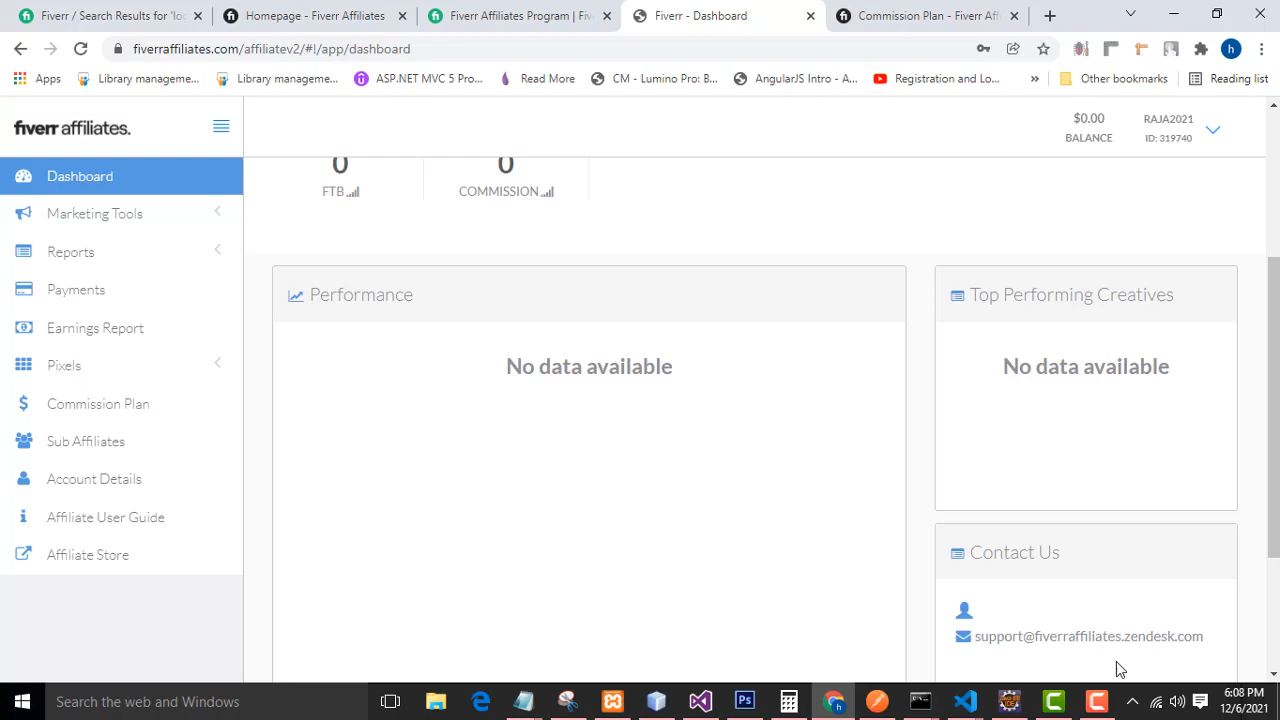 Fiverr / Search Results for 'log
Homepage - Fiverr Affiliates
Fiverr Affiliates Program | Five
Fiverr - Dashboard
Commission Plan - Fiverr Aff
fiverraffiliates.com/affiliatev2/#!/app/dashboard
h
Apps
Library manageme...
Library manageme...
ASP.NET MVC 5 Pro...
Read More
CM - Lumino Pro: B...
AngularJS Intro - A...
Registration and Lo...
»
Other bookmarks
Reading list
fiverr affiliates.
$0.00
BALANCE
RAJA2021
ID: 319740
Dashboard
Marketing Tools
Reports
Payments
Earnings Report
Pixels
Commission Plan
Sub Affiliates
Account Details
Affiliate User Guide
Affiliate Store
0
FTB
0
COMMISSION
Performance
No data available
Top Performing Creatives
No data available
Contact Us
support@fiverraffiliates.zendesk.com
Search the web and Windows
6:08 PM
12/6/2021